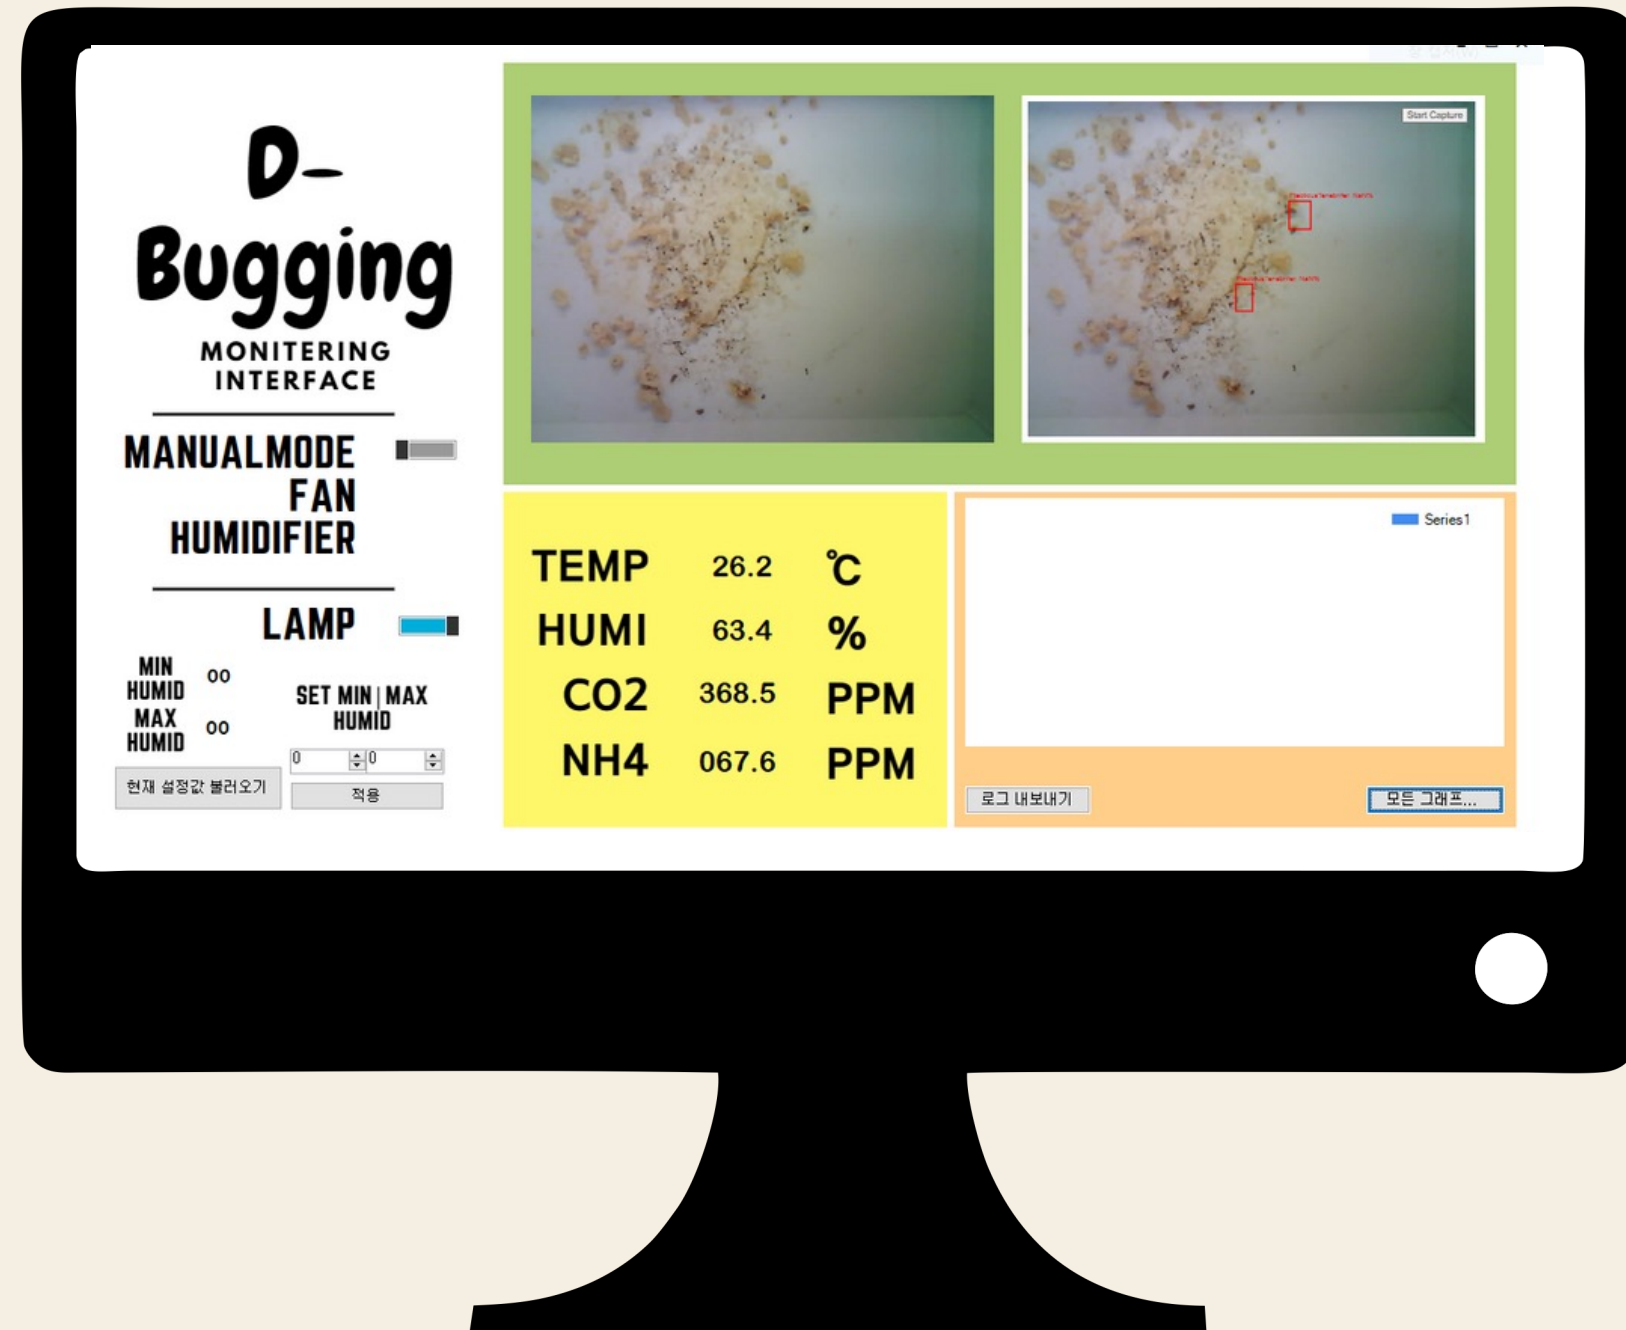 D-
Bugging
MONITERING
INTERFACE
MANUALMODE
FAN
HUMIDIFIER
LAMP
MIN
HUMID
00
MAX
HUMID
00
SET MIN | MAX
HUMID
0
0
현재 설정값 불러오기
적용
Start Capture
TEMP 26.2 ℃
HUMI 63.4 %
CO2 368.5 PPM
NH4 067.6 PPM
Series1
로그 내보내기
모든 그래프...